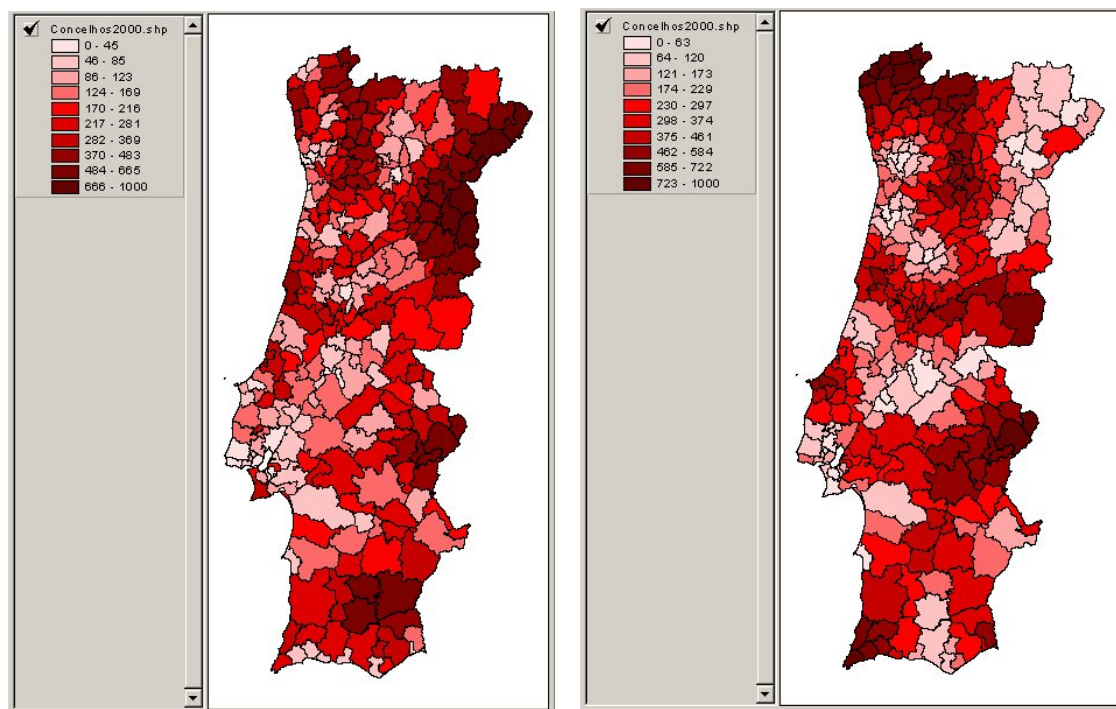 Concelhos2000.shp
0 - 45
46 - 85
86 - 123
124 - 169
170 - 216
217 - 281
282 - 369
370 - 483
484 - 665
666 - 1000
Concelhos2000.shp
0 - 63
64 - 120
121 - 173
174 - 229
230 - 297
298 - 374
375 - 461
462 - 584
585 - 722
723 - 1000